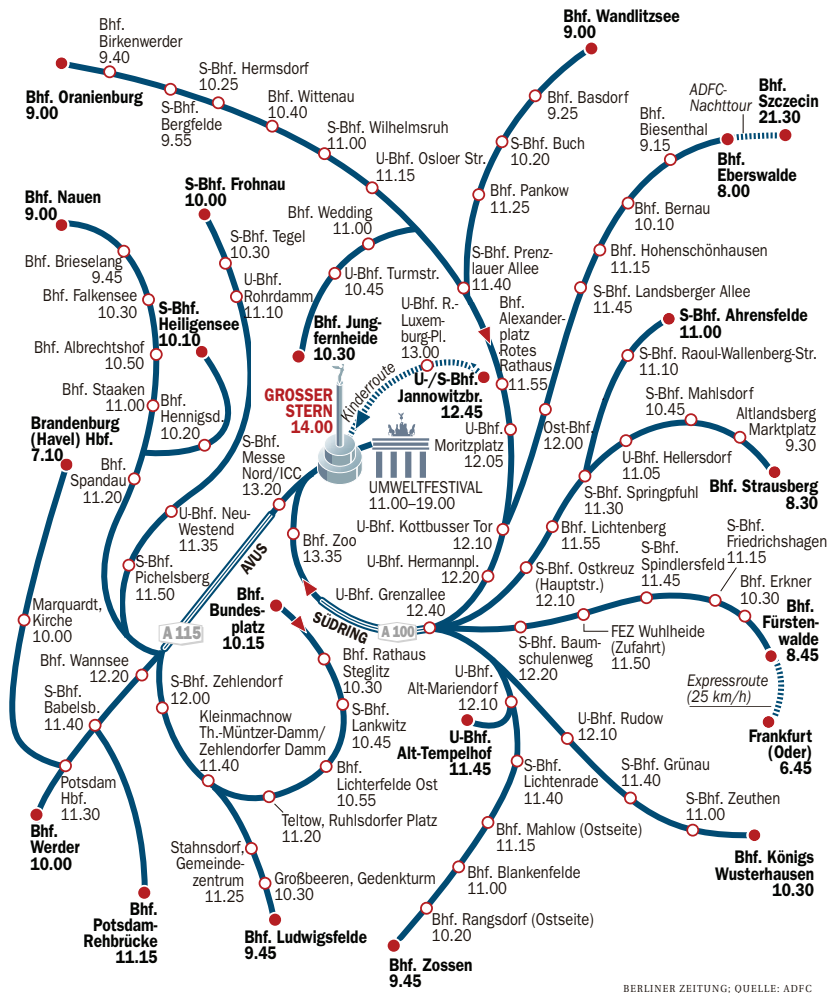 Bhf. Wandlitzsee
9.00
Bhf.
Birkenwerder
9.40
Bhf. Oranienburg
9.00
S-Bhf. Hermsdorf
10.25
S-Bhf.
Bergfelde
9.55
Bhf. Wittenau
10.40
S-Bhf. Wilhelmsruh
11.00
U-Bhf. Osloer Str.
11.15
Bhf. Basdorf
9.25
S-Bhf. Buch
10.20
Bhf. Pankow
11.25
ADFC-
Nachttour
Bhf.
Szczecin
21.30
Bhf.
Biesenthal
9.15
Bhf.
Eberswalde
8.00
Bhf. Bernau
10.10
Bhf. Hohenschönhausen
11.15
S-Bhf. Landsberger Allee
11.45
Bhf. Nauen
9.00
S-Bhf. Frohnau
10.00
Bhf. Brieselang
9.45
Bhf. Falkensee
10.30
S-Bhf. Tegel
10.30
U-Bhf.
Rohrdamm
11.10
Bhf. Wedding
11.00
U-Bhf. Turmstr.
10.45
S-Bhf. Prenz-
lauer Allee
11.40
S-Bhf.
Heiligensee
10.10
Bhf. Albrechtshof
10.50
Bhf. Staaken
11.00
Bhf.
Hennigsd.
10.20
Bhf. Jung-
fernheide
10.30
U-Bhf. R.-
Luxem-
burg-Pl.
13.00
Bhf.
Alexander-
platz
Rotes
Rathaus
11.55
U-/S-Bhf.
Jannowitzbr.
12.45
Kinderroute
GROSSER
STERN
14.00
S-Bhf. Ahrensfelde
11.00
S-Bhf. Raoul-Wallenberg-Str.
11.10
S-Bhf. Mahlsdorf
10.45
Altlandsberg
Marktplatz
9.30
U-Bhf. Hellersdorf
11.05
Bhf. Strausberg
8.30
Brandenburg
(Havel) Hbf.
7.10
Bhf.
Spandau
11.20
S-Bhf.
Messe
Nord/ICC
13.20
UMWELTFESTIVAL
11.00–19.00
U-Bhf.
Moritzplatz
12.05
Ost-Bhf.
12.00
S-Bhf. Springpfuhl
11.30
U-Bhf. Neu-
Westend
11.35
U-Bhf. Kottbusser Tor
12.10
Bhf. Lichtenberg
11.55
S-Bhf.
Friedrichshagen
11.15
Bhf. Zoo
13.35
AVUS
S-Bhf.
Pichelsberg
11.50
U-Bhf. Hermannpl.
12.20
S-Bhf. Ostkreuz
(Hauptstr.)
12.10
S-Bhf.
Spindlersfeld
11.45
Bhf. Erkner
10.30
Marquardt,
Kirche
10.00
A 115
Bhf.
Bundes-
platz
10.15
U-Bhf. Grenzallee
12.40
SÜDRING
A 100
Bhf.
Fürsten-
walde
8.45
S-Bhf. Baum-
schulenweg
12.20
FEZ Wuhlheide
(Zufahrt)
11.50
Bhf. Wannsee
12.20
S-Bhf.
Babelsb.
11.40
S-Bhf. Zehlendorf
12.00
Bhf. Rathaus
Steglitz
10.30
U-Bhf.
Alt-Mariendorf
12.10
Expressroute
(25 km/h)
Kleinmachnow
Th.-Müntzer-Damm/
Zehlendorfer Damm
11.40
S-Bhf.
Lankwitz
10.45
U-Bhf.
Alt-Tempelhof
11.45
U-Bhf. Rudow
12.10
Frankfurt
(Oder)
6.45
Potsdam
Hbf.
11.30
Bhf.
Lichterfelde Ost
10.55
S-Bhf.
Lichtenrade
11.40
S-Bhf. Grünau
11.40
Bhf.
Werder
10.00
Teltow, Ruhlsdorfer Platz
11.20
S-Bhf. Zeuthen
11.00
Bhf. Mahlow (Ostseite)
11.15
Stahnsdorf,
Gemeinde-
zentrum
11.25
Bhf. Königs
Wusterhausen
10.30
Großbeeren, Gedenkturm
10.30
Bhf. Blankenfelde
11.00
Bhf.
Potsdam-
Rehbrücke
11.15
Bhf. Rangsdorf (Ostseite)
10.20
Bhf. Ludwigsfelde
9.45
Bhf. Zossen
9.45
BERLINER ZEITUNG; QUELLE: ADFC